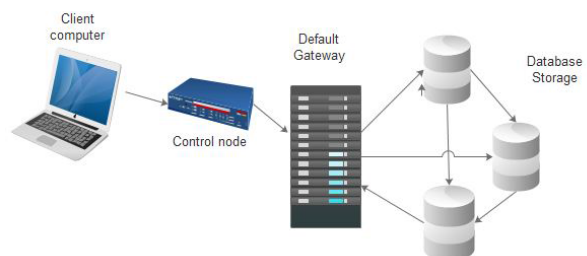 Client
computer
Control node
Default
Gateway
Database
Storage